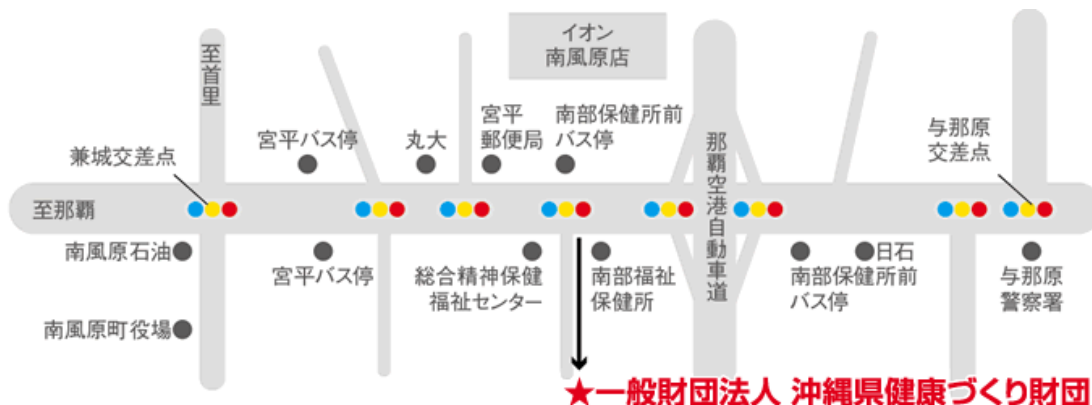 イオン
南風原店
至首里
宮平バス停
丸大
宮平
郵便局
南部保健所前
バス停
那覇空港自動車道
与那原
交差点
兼城交差点
至那覇
南風原石油
宮平バス停
総合精神保健
福祉センター
南部福祉
保健所
南部保健所前
バス停
日石
与那原
警察署
南風原町役場
★一般財団法人 沖縄県健康づくり財団